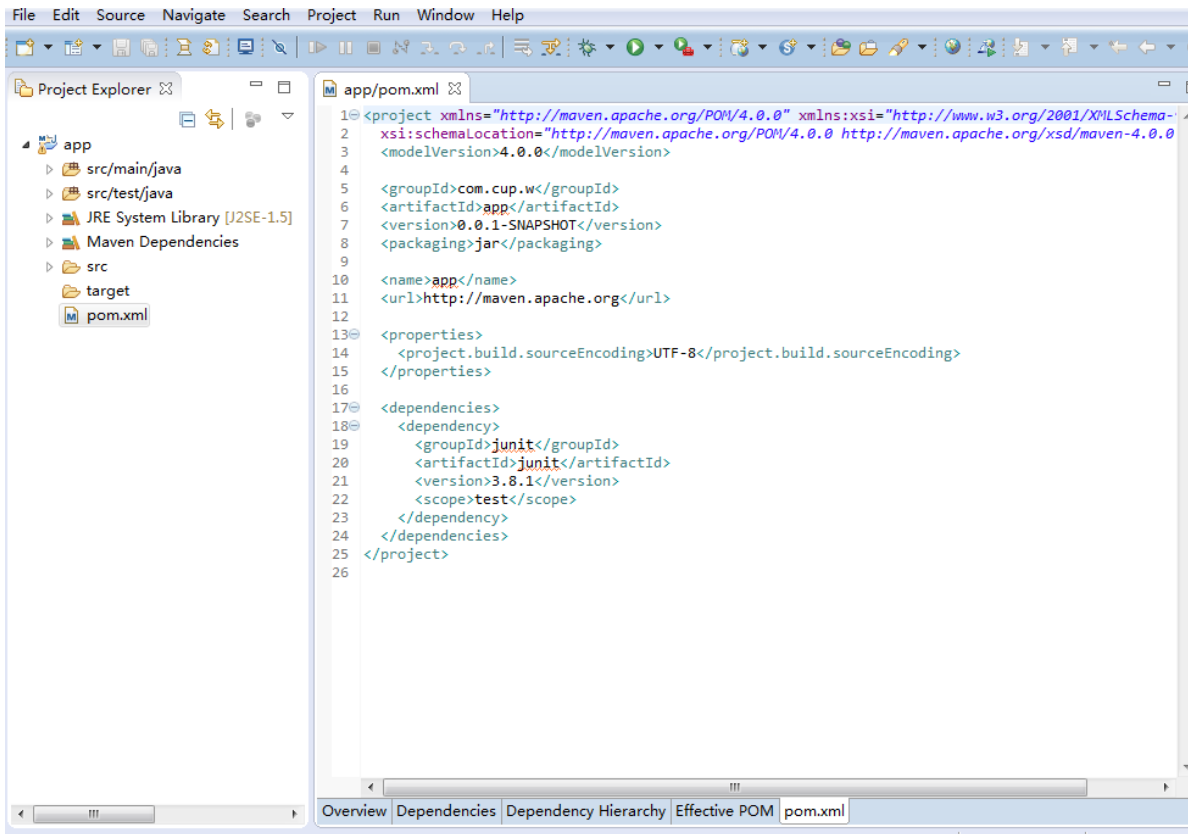 File Edit Source Navigate Search Project Run Window Help
Project Explorer
app
src/main/java
src/test/java
JRE System Library [J2SE-1.5]
Maven Dependencies
src
target
pom.xml
app/pom.xml
1 <project xmlns="http://maven.apache.org/POM/4.0.0" xmlns:xsi="http://www.w3.org/2001/XMLSchema-
2 xsi:schemaLocation="http://maven.apache.org/POM/4.0.0 http://maven.apache.org/xsd/maven-4.0.0
3 <modelVersion>4.0.0</modelVersion>
4
5 <groupId>com.cup.w</groupId>
6 <artifactId>app</artifactId>
7 <version>0.0.1-SNAPSHOT</version>
8 <packaging>jar</packaging>
9
10 <name>app</name>
11 <url>http://maven.apache.org</url>
12
13 <properties>
14 <project.build.sourceEncoding>UTF-8</project.build.sourceEncoding>
15 </properties>
16
17 <dependencies>
18 <dependency>
19 <groupId>junit</groupId>
20 <artifactId>junit</artifactId>
21 <version>3.8.1</version>
22 <scope>test</scope>
23 </dependency>
24 </dependencies>
25 </project>
26
Overview Dependencies Dependency Hierarchy Effective POM pom.xml